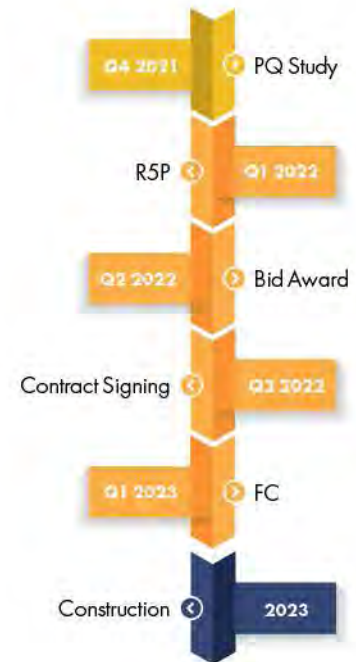 Q4 2021 PQ Study
R5P Q1 2022
Q2 2022 Bid Award
Contract Signing Q3 2022
Q1 2023 FC
Construction 2023